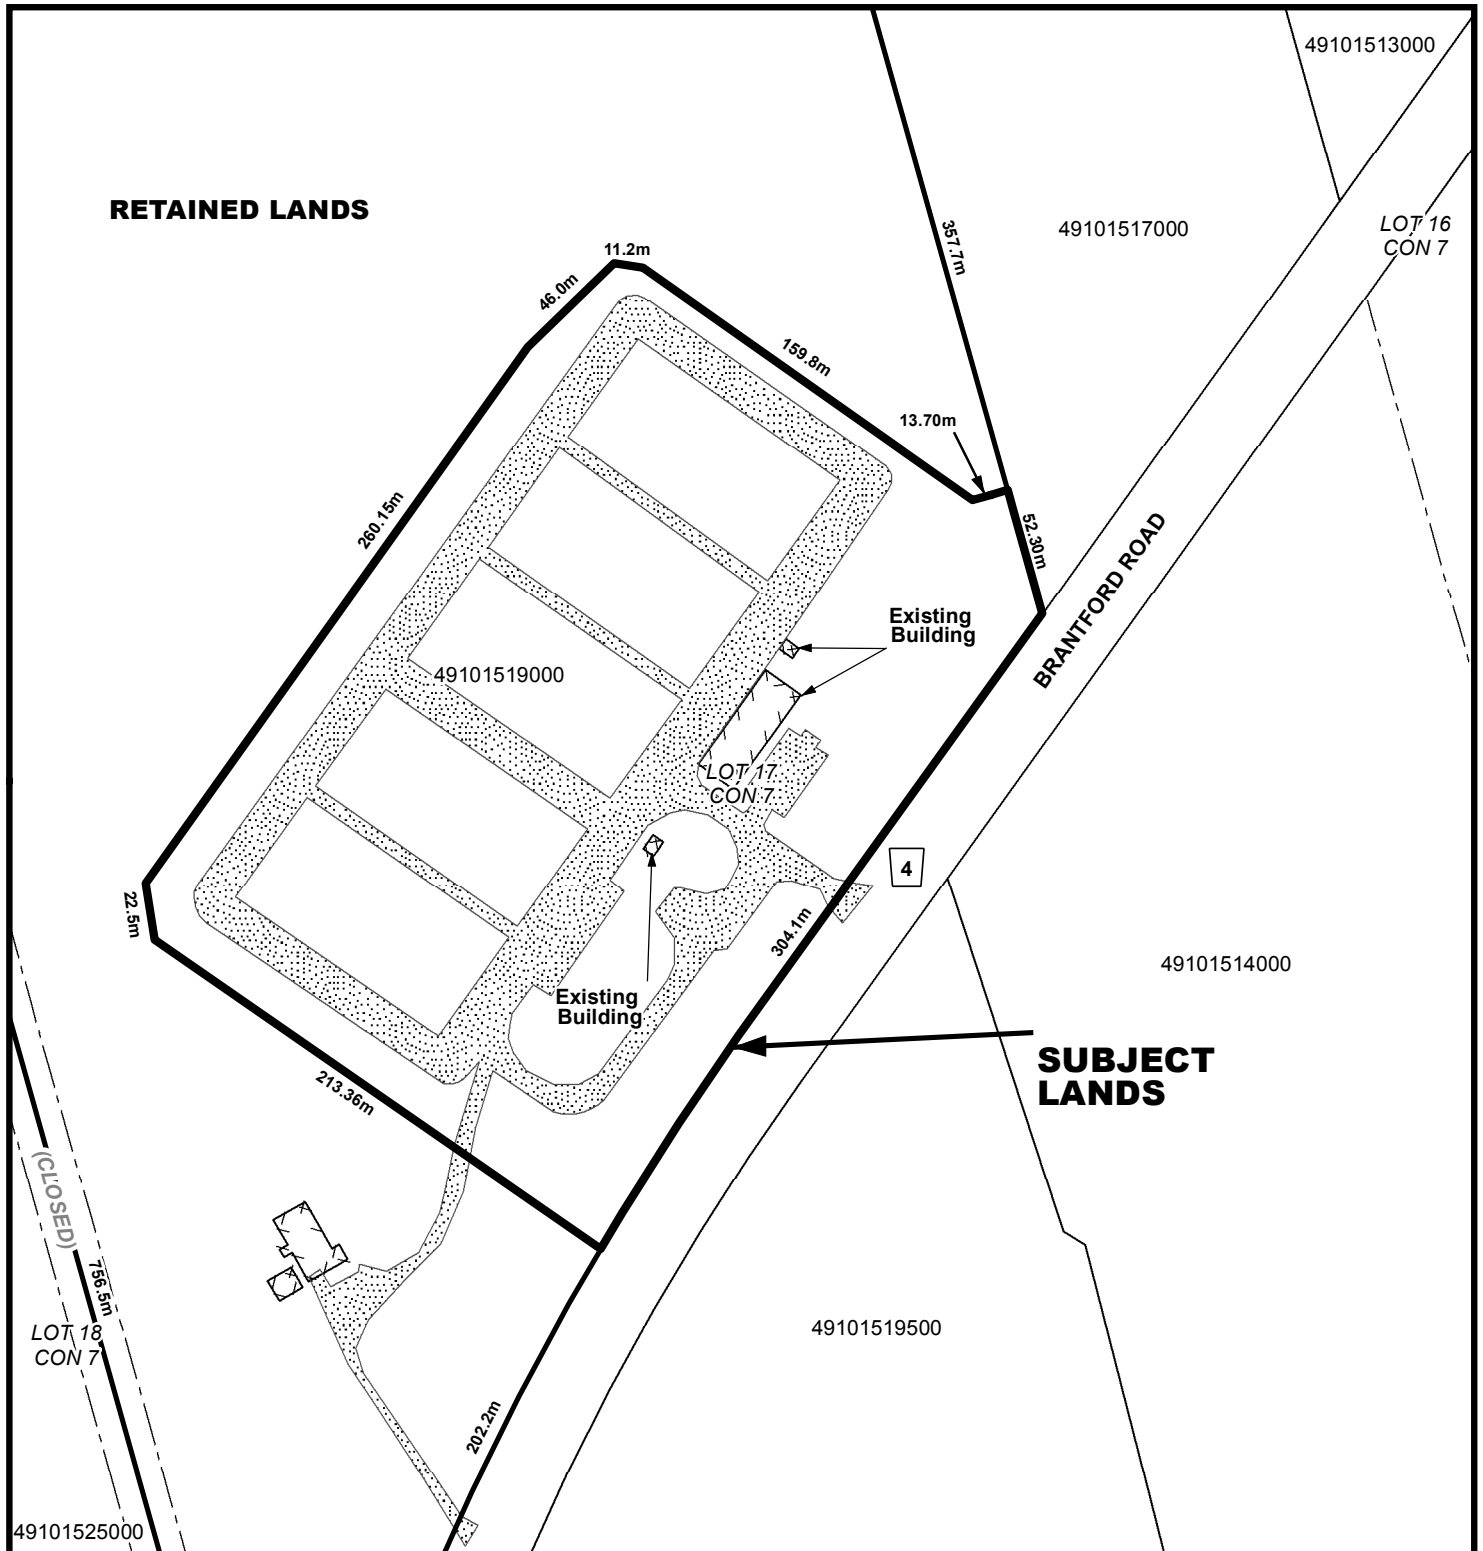 49101513000
RETAINED LANDS
LOT 16
CON 7
49101517000
357.7m
11.2m
46.0m
159.8m
13.70m
260.15m
52.30m
BRANTFORD ROAD
Existing
Building
49101519000
LOT 17
CON 7
4
22.5m
304.1m
49101514000
Existing
Building
SUBJECT
LANDS
213.36m
(CLOSED)
756.5m
LOT 18
CON 7
49101519500
202.2m
49101525000